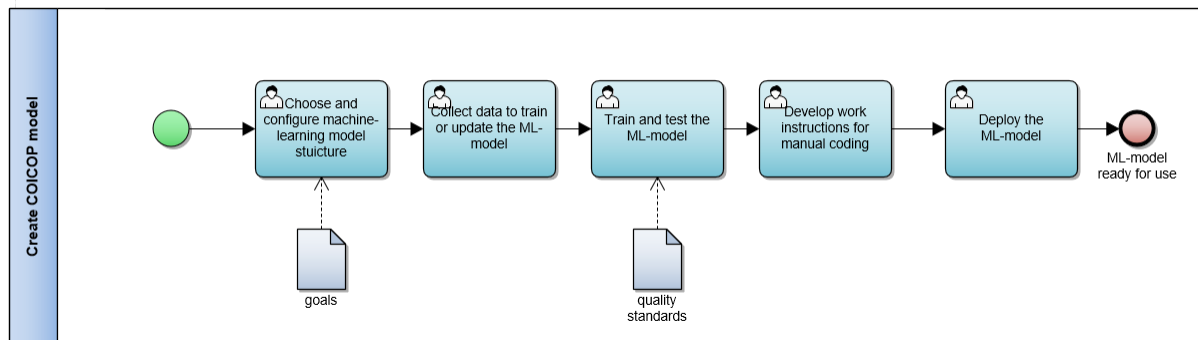 Create COICOP model
Choose and
configure machine-
learning model
stuicture
Collect data to train
or update the ML-
model
Train and test the
ML-model
Develop work
instructions for
manual coding
Deploy the
ML-model
ML-model
ready for use
goals
quality
standards